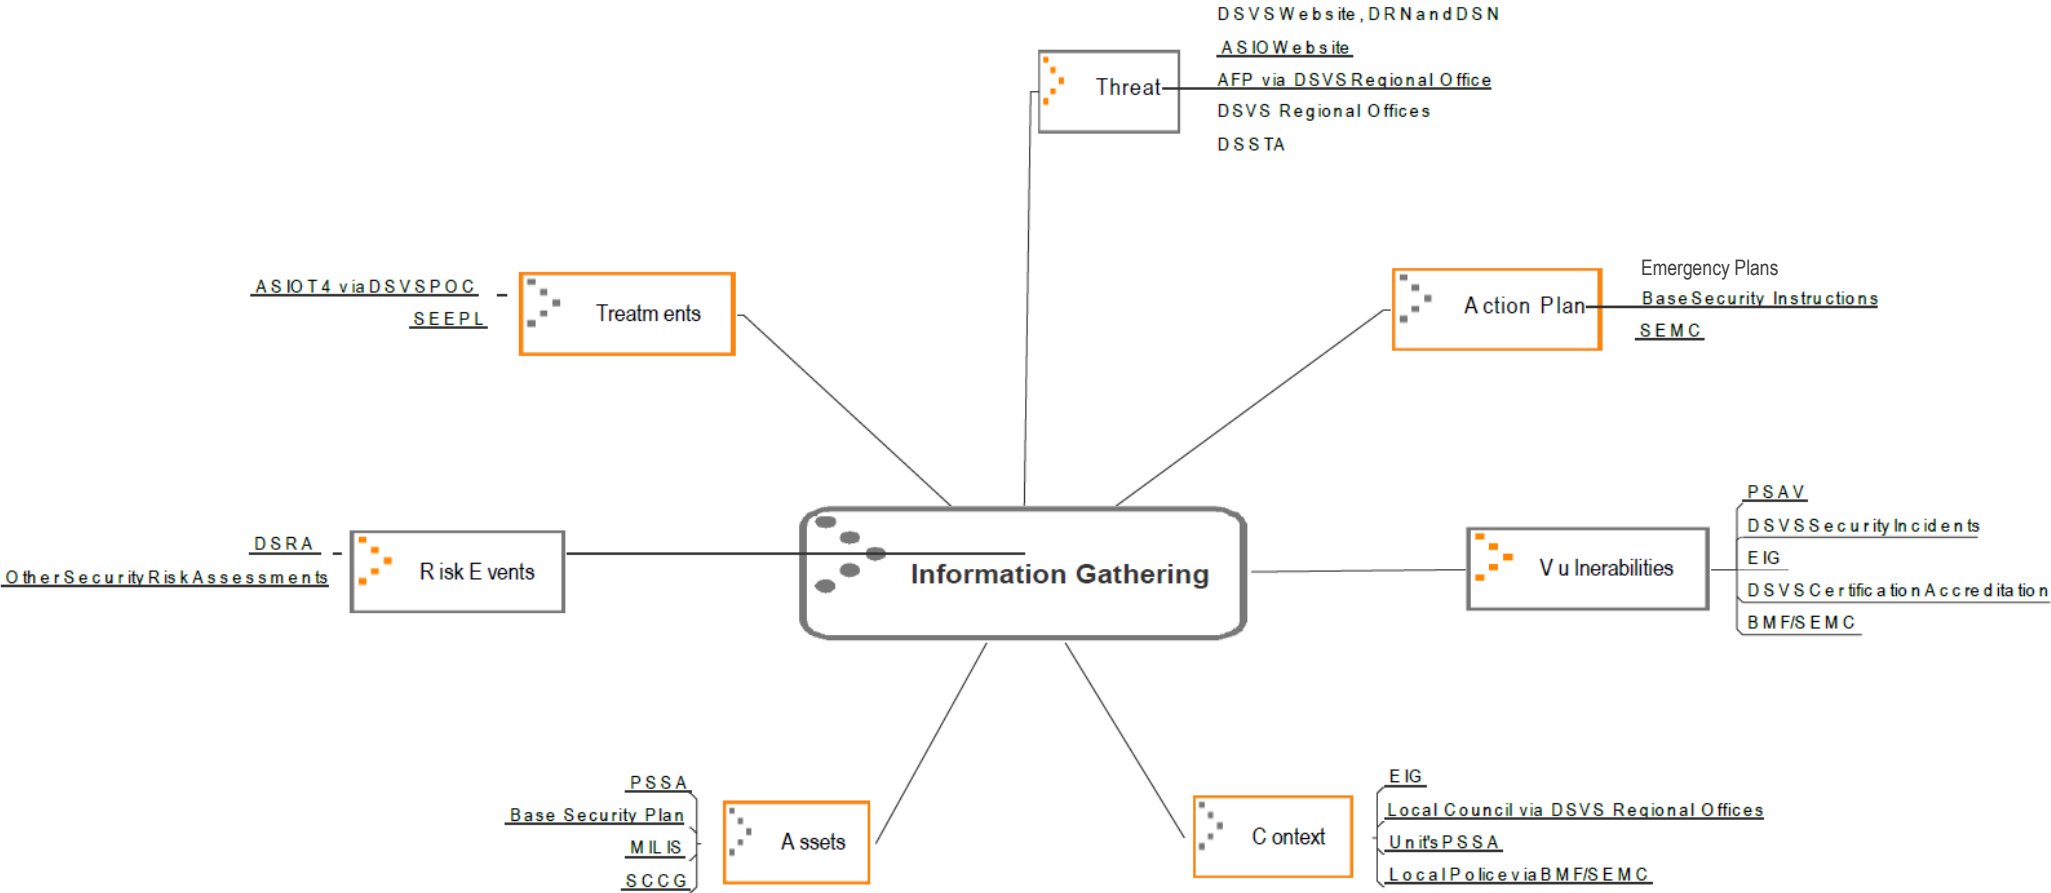 DSVS Website, DRN and DSN
ASIO Website
Threat
AFP via DSVS Regional Office
DSVS Regional Offices
DSSTA
Emergency Plans
Action Plan
Base Security Instructions
SEMC
ASIO T4 via DSVS POC
SEEPL
Treatments
PSAV
DSVS Security Incidents
EIG
DSVS Certification Accreditation
BMF/SEMC
Vulnerabilities
DSRA
Other Security Risk Assessments
Risk Events
Information Gathering
PSSA
Base Security Plan
MILIS
SCCG
Assets
EIG
Local Council via DSVS Regional Offices
Unit's PSSA
Local Police via BMF/SEMC
Context